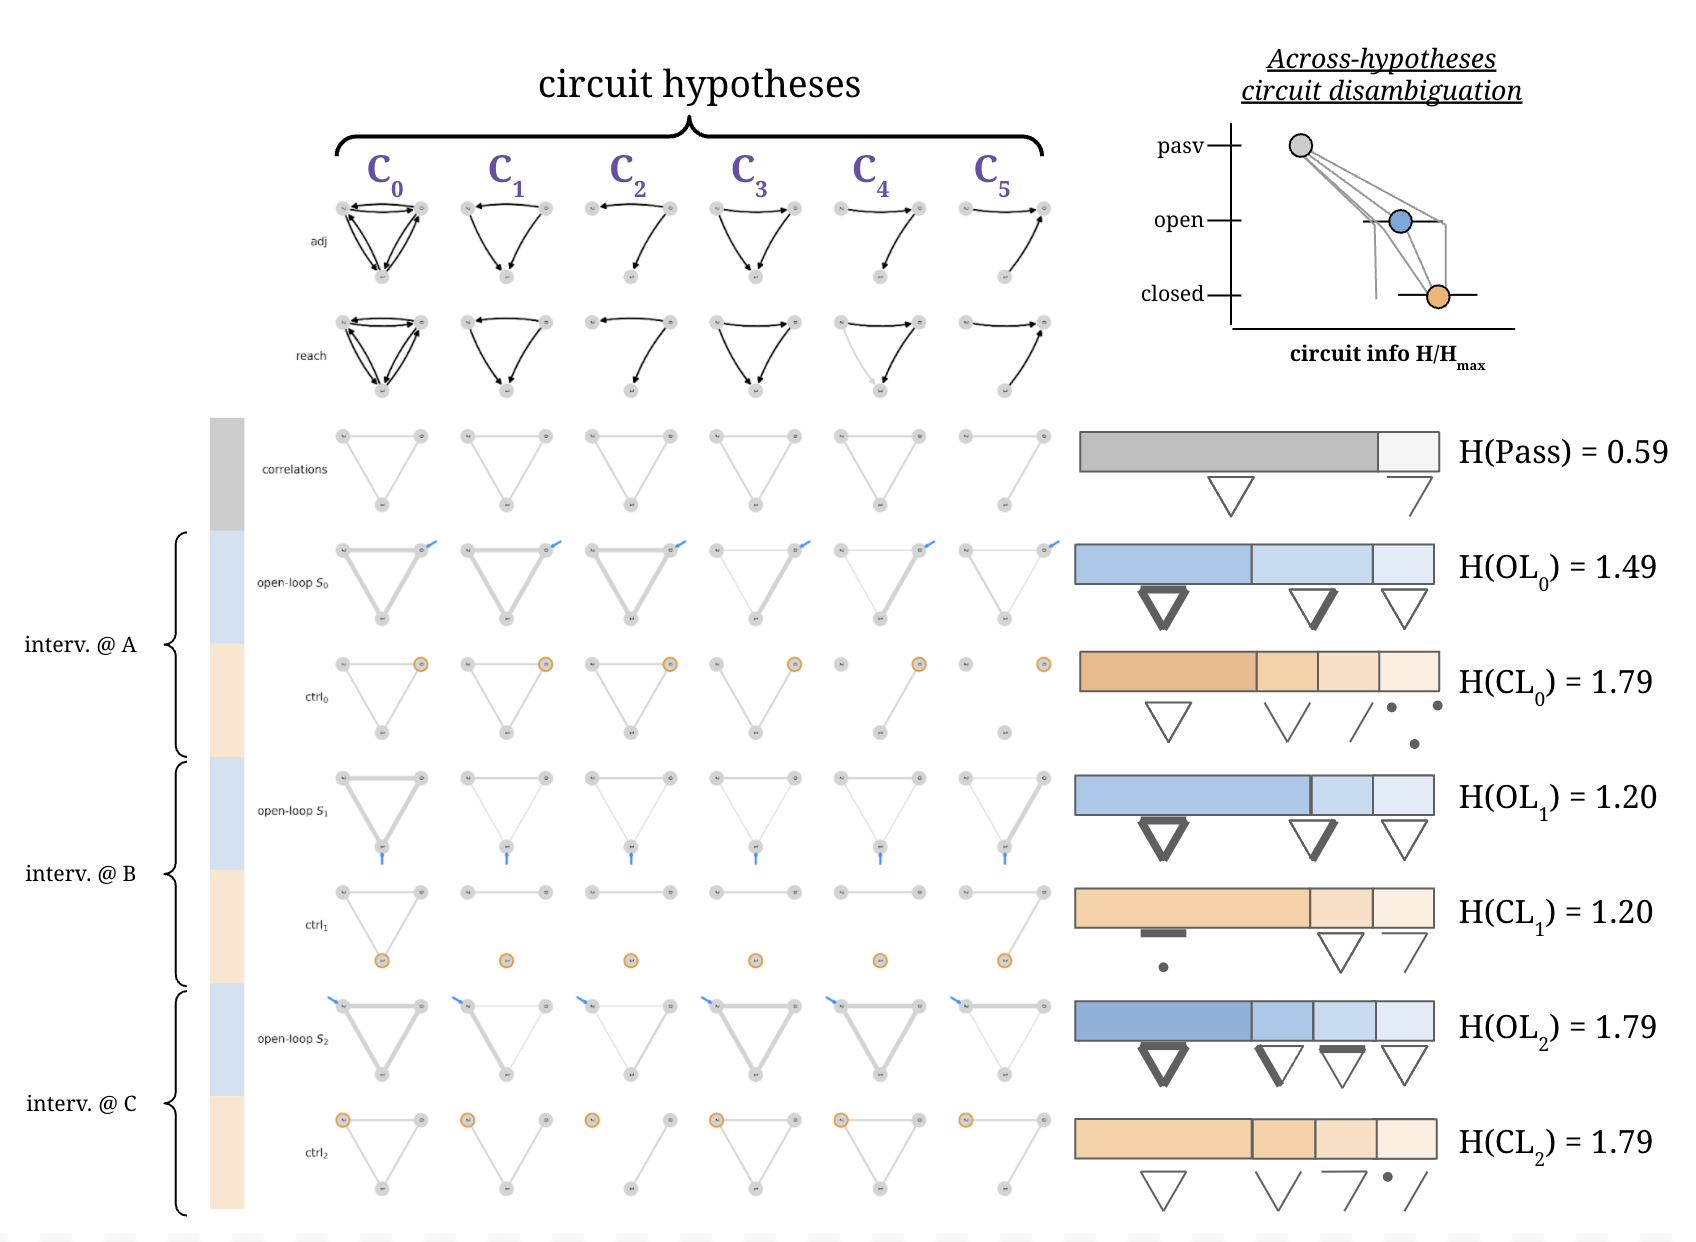 Across-hypotheses
circuit disambiguation
circuit hypotheses
pasv
open
closed
circuit info H/Hmax
C0 C1 C2 C3 C4 C5
adj
reach
correlations
H(Pass) = 0.59
open-loop S0
H(OL0) = 1.49
interv. @ A
ctrl0
H(CL0) = 1.79
open-loop S1
H(OL1) = 1.20
interv. @ B
ctrl1
H(CL1) = 1.20
open-loop S2
H(OL2) = 1.79
interv. @ C
ctrl2
H(CL2) = 1.79